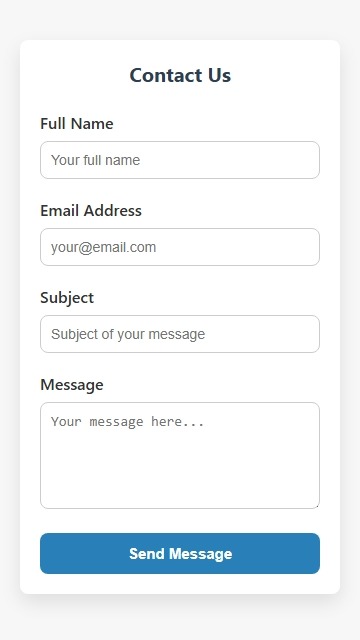 Contact Us
Full Name
Your full name
Email Address
your@email.com
Subject
Subject of your message
Message
Your message here...
Send Message